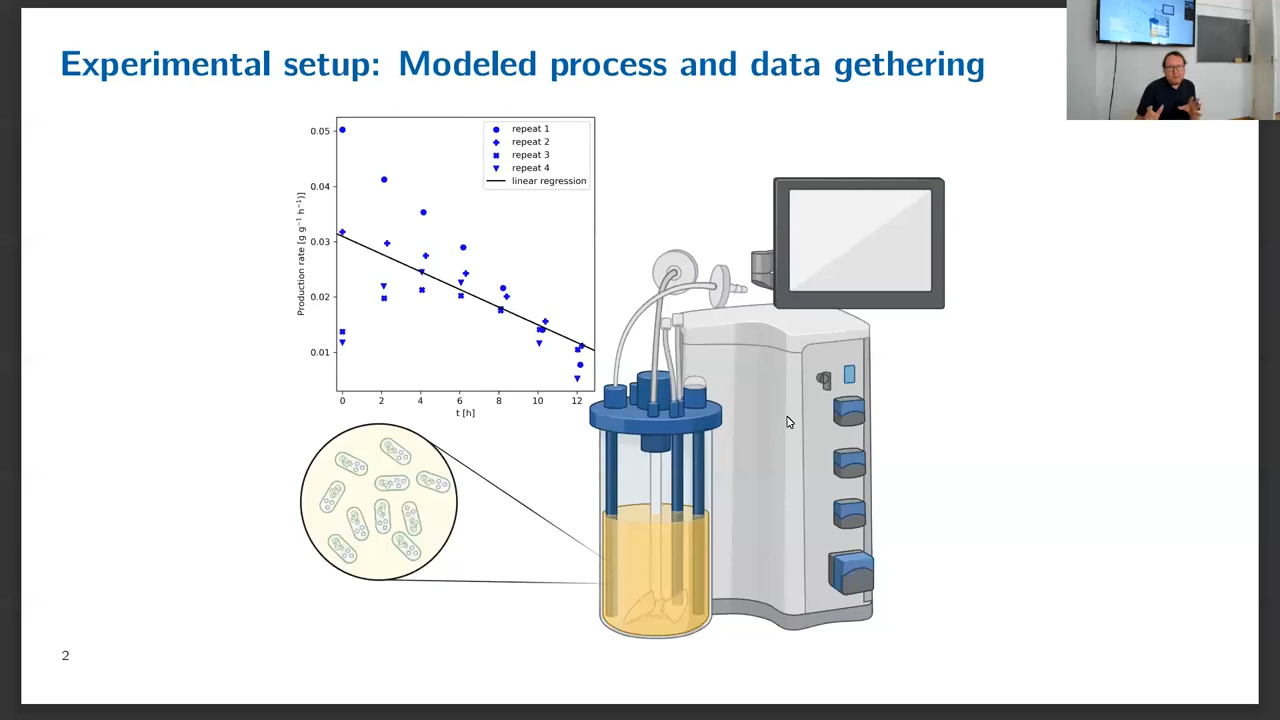 Experimental setup: Modeled process and data gethering
0.05
0.04
0.03
0.02
0.01
Production rate [g g⁻¹ h⁻¹)]
repeat 1
repeat 2
repeat 3
repeat 4
linear regression
0 2 4 6 8 10 12
t [h]
2